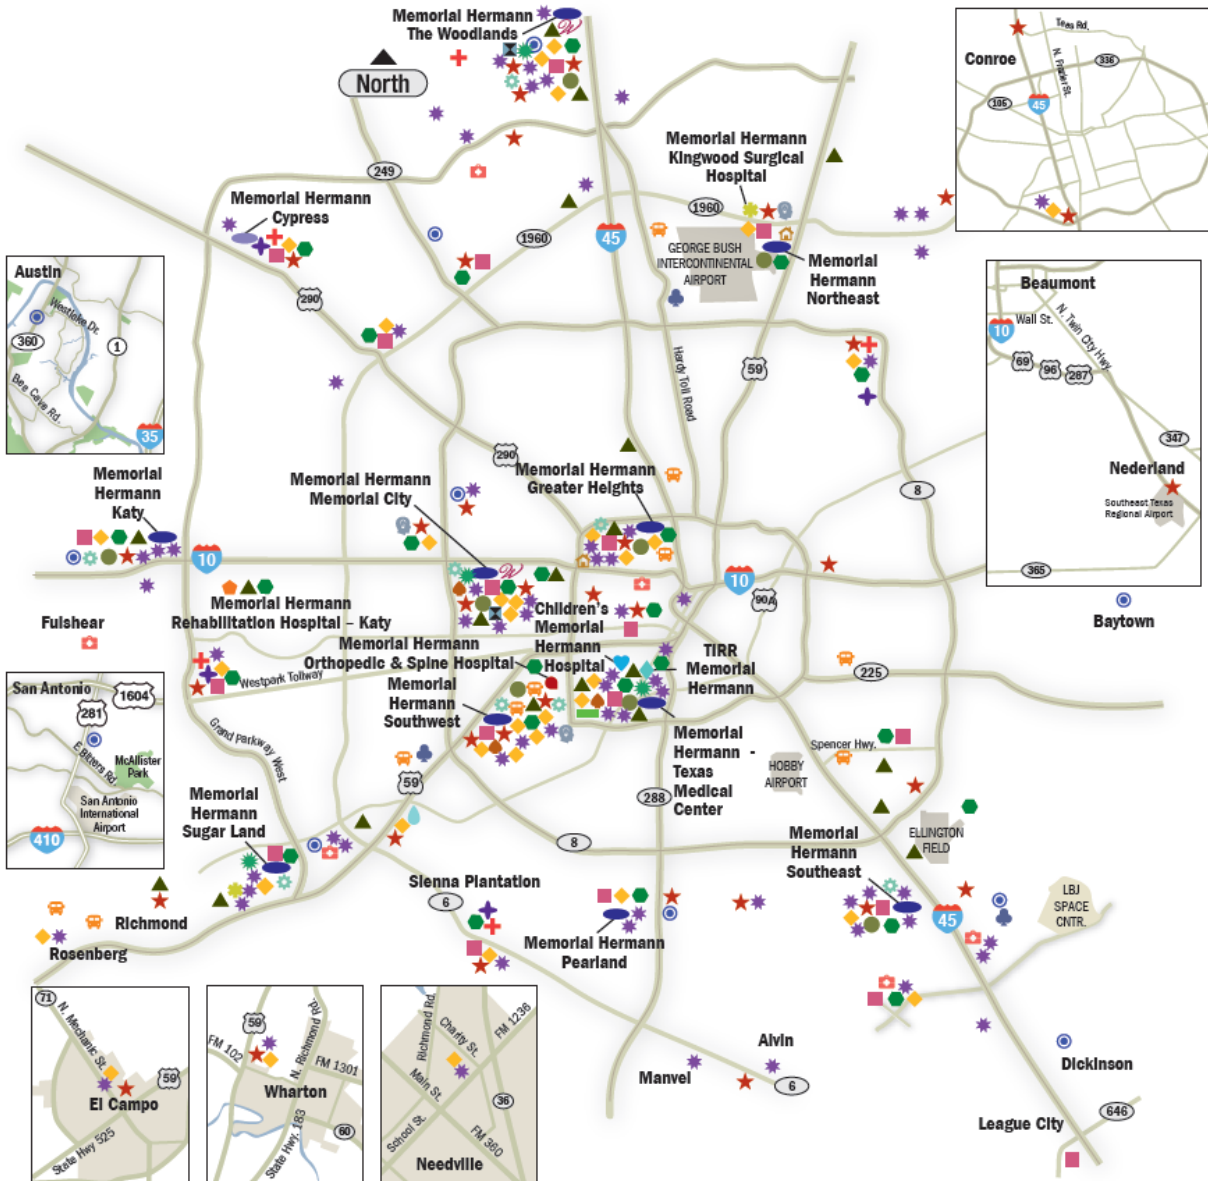 Memorial Hermann
The Woodlands
North
249
Memorial Hermann
Cypress
290
1960
45
Memorial Hermann
Kingwood Surgical
Hospital
1960
GEORGE BUSH
INTERCONTINENTAL
AIRPORT
Memorial
Hermann
Northeast
Conroe
Teas Rd.
N. Frazier St.
336
105
45
Austin
Westlake Dr.
360
1
Bee Cave Rd.
35
Beaumont
10
Wall St.
N. Twin City Hwy.
69
96
287
347
Nederland
Southeast Texas
Regional Airport
365
Hardy Toll Road
59
8
290
Memorial
Hermann
Katy
10
Memorial Hermann
Memorial City
Memorial Hermann
Greater Heights
Memorial Hermann
Rehabilitation Hospital – Katy
10
90A
Baytown
Fulshear
Children's
Memorial
Hermann
Hospital
Memorial Hermann
Orthopedic & Spine Hospital
TIRR
Memorial
Hermann
Westpark Tollway
Memorial
Hermann
Southwest
225
San Antonio
1604
281
E Bitters Rd
McAllister
Park
San Antonio
International
Airport
410
Grand Parkway West
59
Memorial
Hermann -
Texas
Medical
Center
288
Spencer Hwy.
HOBBY
AIRPORT
Memorial
Hermann
Sugar Land
8
ELLINGTON
FIELD
Memorial
Hermann
Southeast
45
LBJ
SPACE
CNTR.
Sienna Plantation
6
Richmond
Rosenberg
Memorial Hermann
Pearland
71
N. Mechanic St.
59
El Campo
State Hwy 525
59
FM 102
N. Richmond Rd.
FM 1301
Wharton
60
State Hwy. 183
Richmond Rd.
Charity St.
FM 1236
Main St.
36
School St.
FM 360
Needville
Manvel
Alvin
6
Dickinson
League City
646